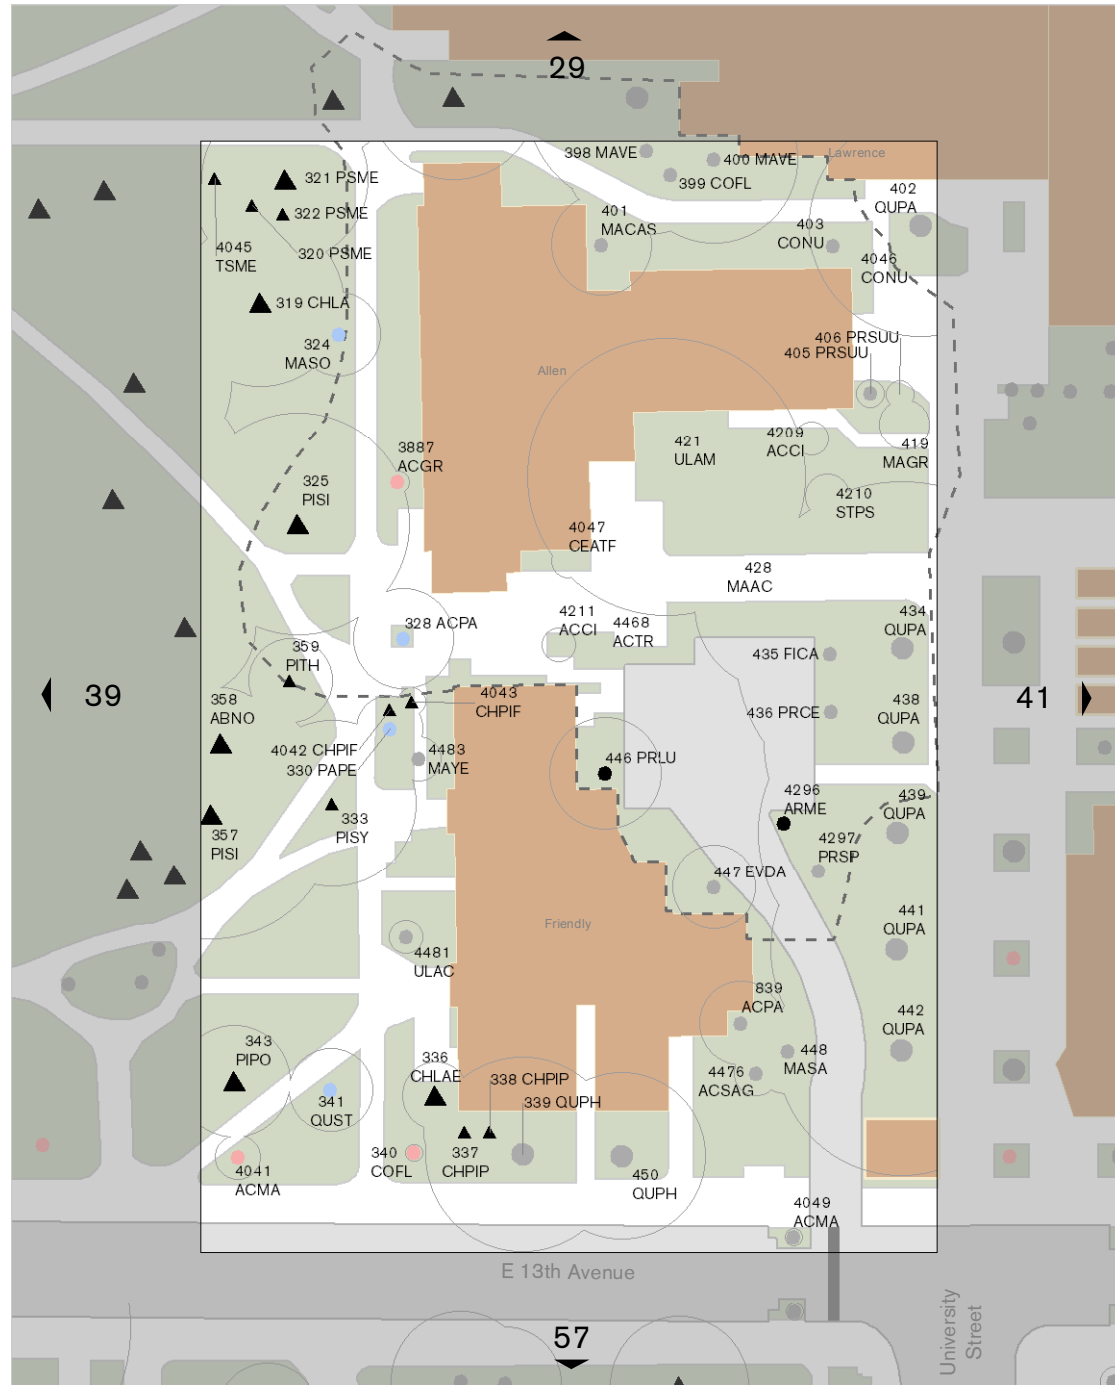 29
398 MAVE
400 MAVE
Lawrence
399 COFL
321 PSME
322 PSME
320 PSME
4045
TSME
401
MACAS
402
QUPA
403
CONU
4046
CONU
319 CHLA
324
MASO
Allen
406 PRSUU
405 PRSUU
3887
ACGR
421
ULAM
4209
ACCI
419
MAGR
325
PISI
4210
STPS
4047
CEATF
428
MAAC
328 ACPA
4211
ACCI
4468
ACTR
434
QUPA
359
PITH
435 FICA
39
358
ABNO
4043
CHPIF
436 PRCE
438
QUPA
41
4042 CHPIF
330 PAPE
4483
MAYE
446 PRLU
4296
ARME
439
QUPA
357
PISI
333
PISY
4297
PRSP
447 EVDA
Friendly
441
QUPA
4481
ULAC
839
ACPA
442
QUPA
343
PIPO
336
CHLAE
338 CHPIP
339 QUPH
448
MASA
4476
ACSAG
341
QUST
340
COFL
337
CHPIP
4041
ACMA
450
QUPH
4049
ACMA
E 13th Avenue
University
Street
57